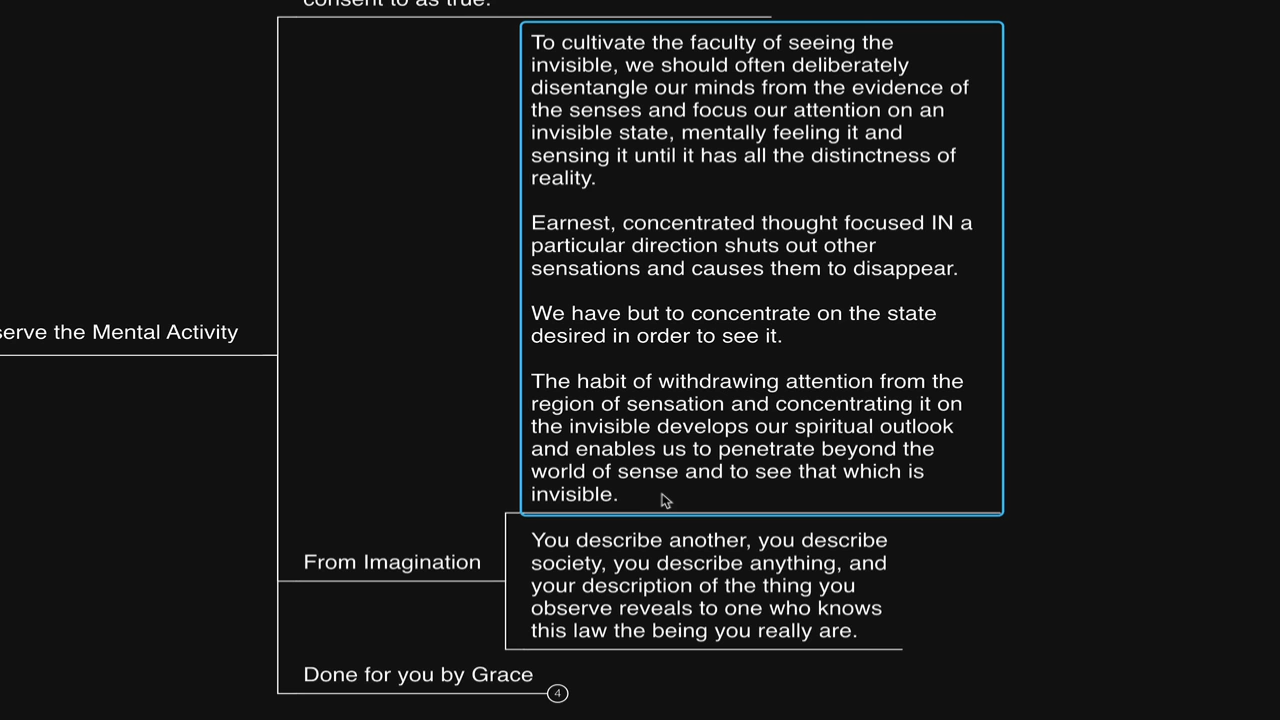 consent to as true.
To cultivate the faculty of seeing the
invisible, we should often deliberately
disentangle our minds from the evidence of
the senses and focus our attention on an
invisible state, mentally feeling it and
sensing it until it has all the distinctness of
reality.
Earnest, concentrated thought focused IN a
particular direction shuts out other
sensations and causes them to disappear.
We have but to concentrate on the state
desired in order to see it.
The habit of withdrawing attention from the
region of sensation and concentrating it on
the invisible develops our spiritual outlook
and enables us to penetrate beyond the
world of sense and to see that which is
invisible.
serve the Mental Activity
From Imagination
You describe another, you describe
society, you describe anything, and
your description of the thing you
observe reveals to one who knows
this law the being you really are.
Done for you by Grace
4